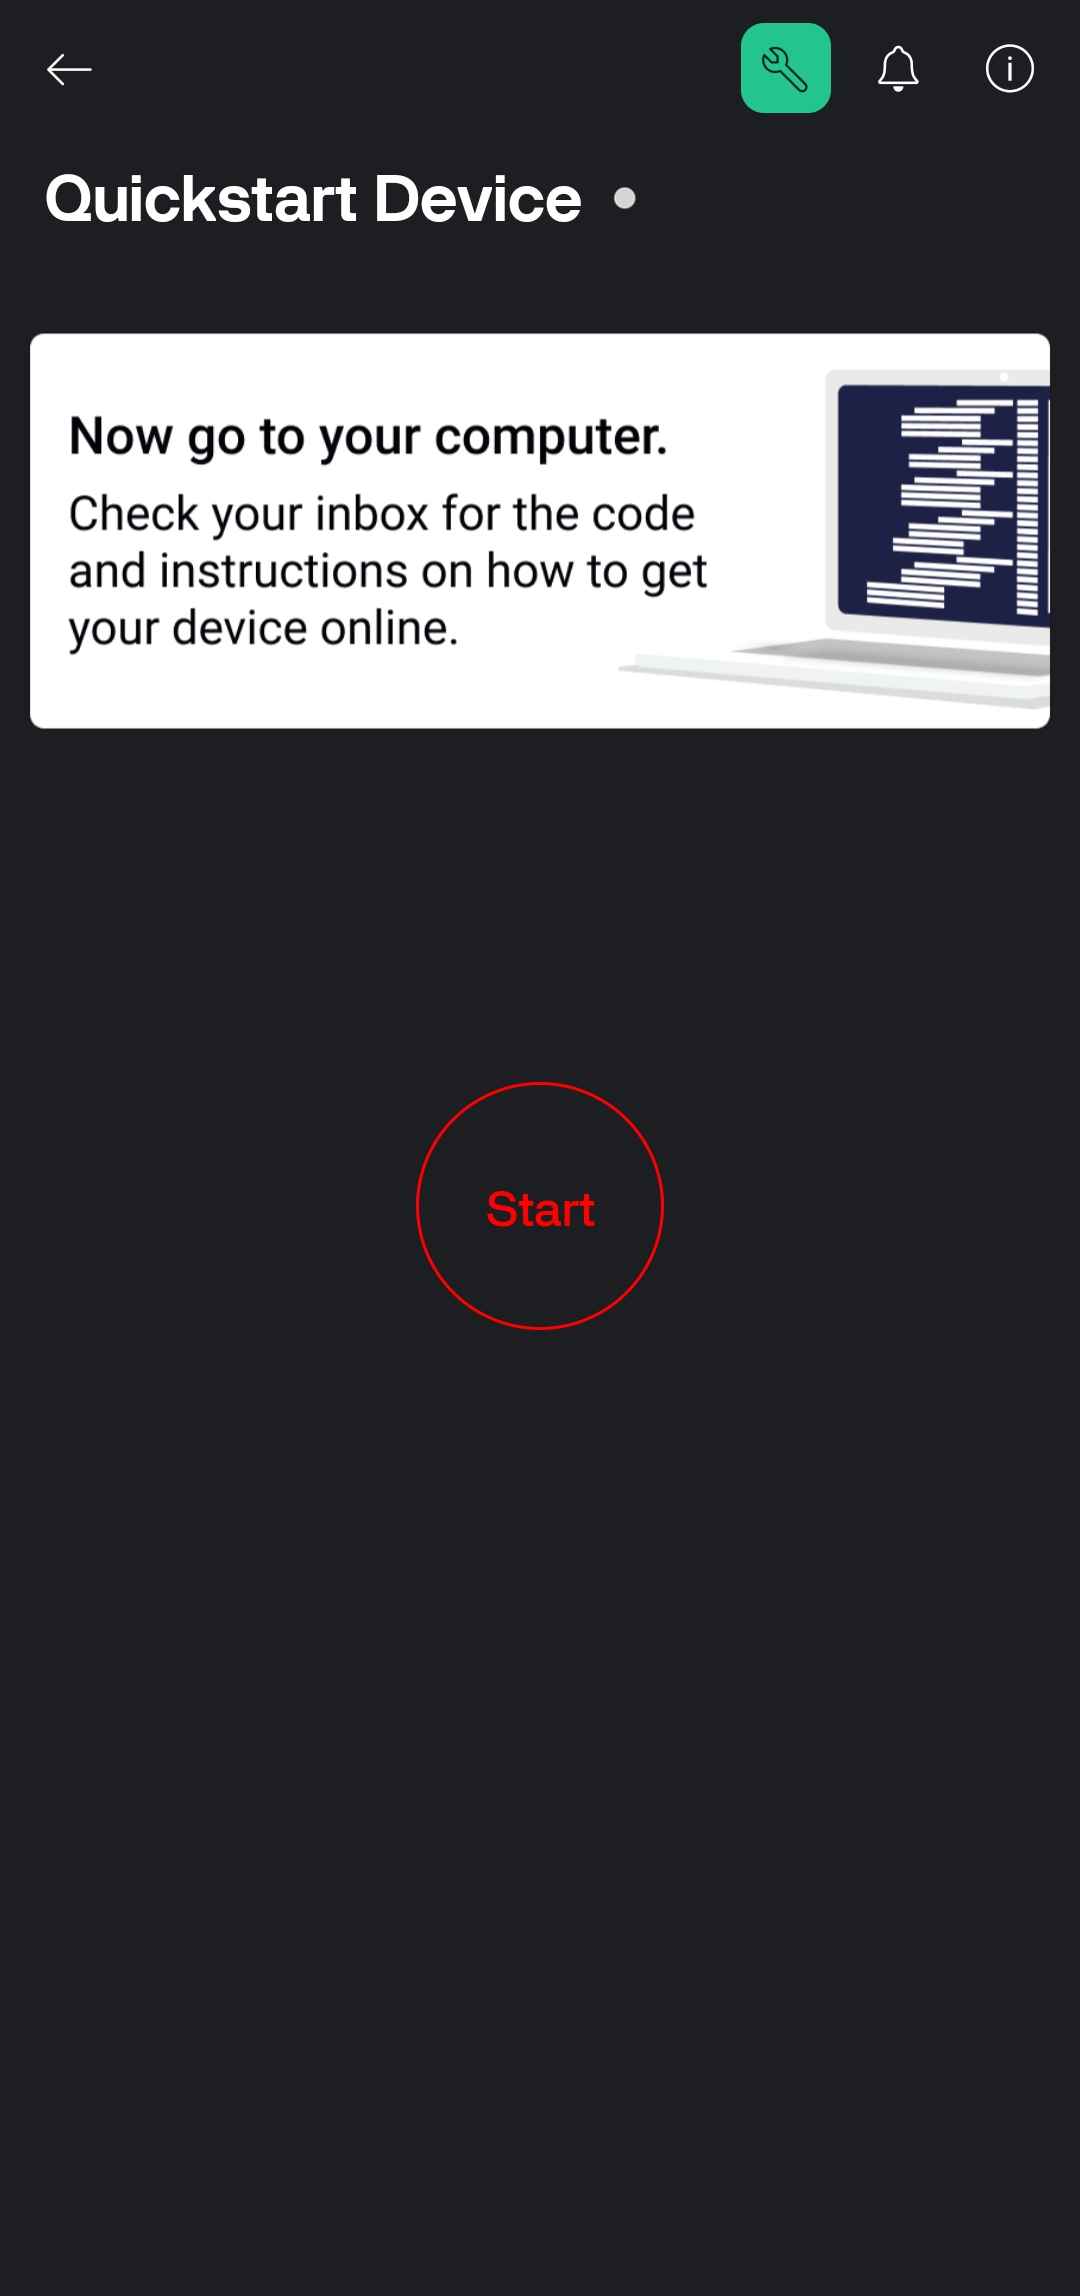 Quickstart Device
Now go to your computer.
Check your inbox for the code
and instructions on how to get
your device online.
Start